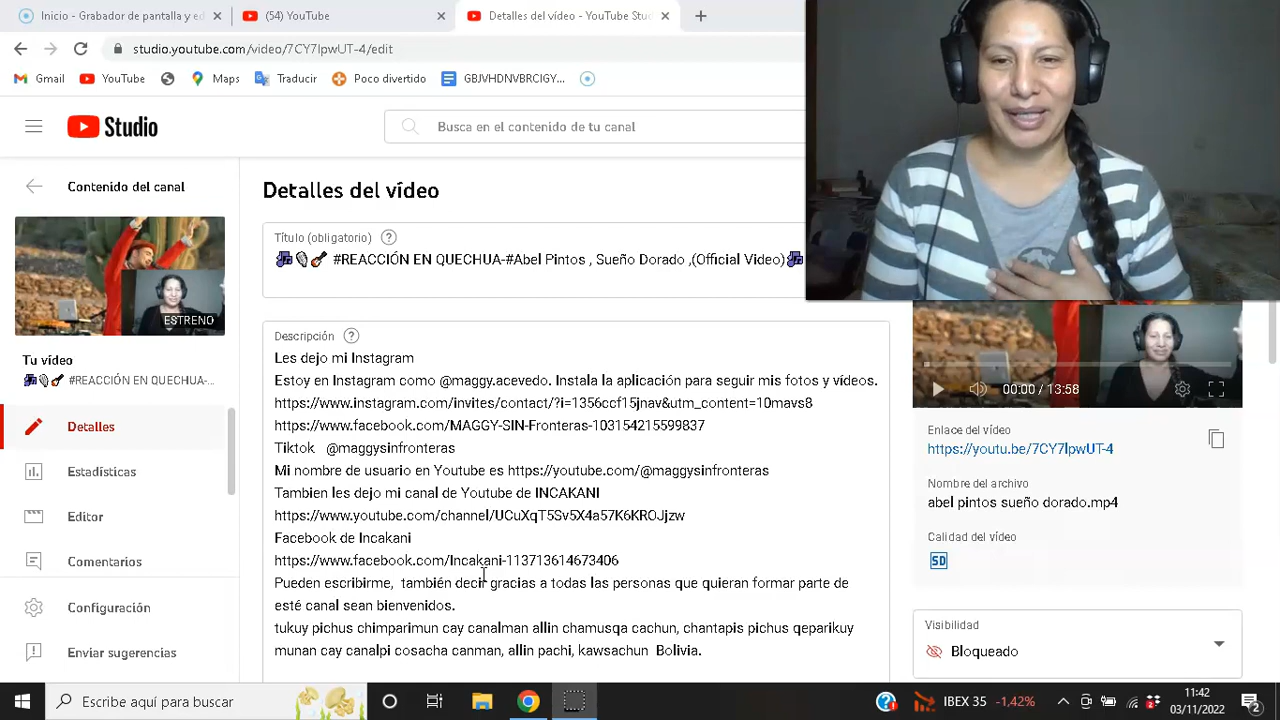 Inicio - Grabador de pantalla y ed
(54) YouTube
Detalles del vídeo - YouTube Stu
studio.youtube.com/video/7CY7lpwUT-4/edit
Gmail
YouTube
Maps
Traducir
Poco divertido
GBJVHDNVBRCIGY...
Studio
Busca en el contenido de tu canal
Contenido del canal
Detalles del vídeo
ESTRENO
Título (obligatorio)
#REACCIÓN EN QUECHUA-#Abel Pintos , Sueño Dorado ,(Official Video)
Tu vídeo
#REACCIÓN EN QUECHUA-...
Detalles
Estadísticas
Editor
Comentarios
Configuración
Enviar sugerencias
Descripción
Les dejo mi Instagram
Estoy en Instagram como @maggy.acevedo. Instala la aplicación para seguir mis fotos y vídeos.
https/www.instagram.com/invites/contact/?i=1356ccf15jnav&utm_content=10mavs8
https://www.facebook.com/MAGGY-SIN-Fronteras-103154215599837
Tiktok @maggysinfronteras
Mi nombre de usuario en Youtube es https://youtube.com/@maggysinfronteras
Tambien les dejo mi canal de Youtube de INCAKANI
https://www.youtube.com/channel/UCuXqT5Sv5X4a57K6KROJjzw
Facebook de Incakani
https://www.facebook.com/Incakani-113713614673406
Pueden escribirme, también decir gracias a todas las personas que quieran formar parte de
esté canal sean bienvenidos.
tukuy pichus chimparimun cay canalman allin chamusqa cachun, chantapis pichus qeparikuy
munan cay canalpi cosacha canman, allin pachi, kawsachun Bolivia.
00:00 / 13:58
Enlace del vídeo
https://youtu.be/7CY7lpwUT-4
Nombre del archivo
abel pintos sueño dorado.mp4
Calidad del vídeo
SD
Visibilidad
Bloqueado
Escribe aquí para buscar
IBEX 35 -1,42%
11:42
03/11/2022
2